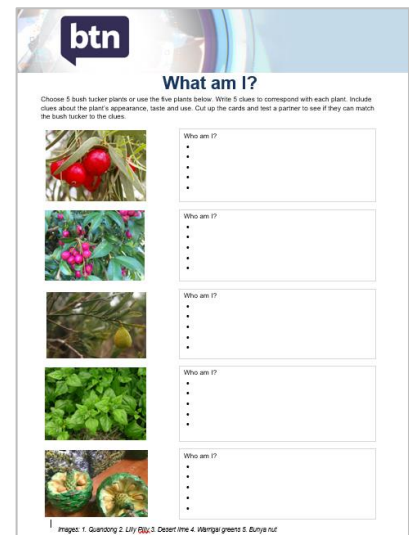 btn
What am I?
Choose 5 bush tucker plants or use the five plants below. Write 5 clues to correspond with each plant. Include
clues about the plant's appearance, taste and use. Cut up the cards and test a partner to see if they can match
the bush tucker to the clues.
Who am I?
•
•
•
•
•
Who am I?
•
•
•
•
•
Who am I?
•
•
•
•
•
Who am I?
•
•
•
•
•
Who am I?
•
•
•
•
•
Images: 1. Quandong 2. Lilly Pilly 3. Desert lime 4. Warrigal greens 5. Bunya nut